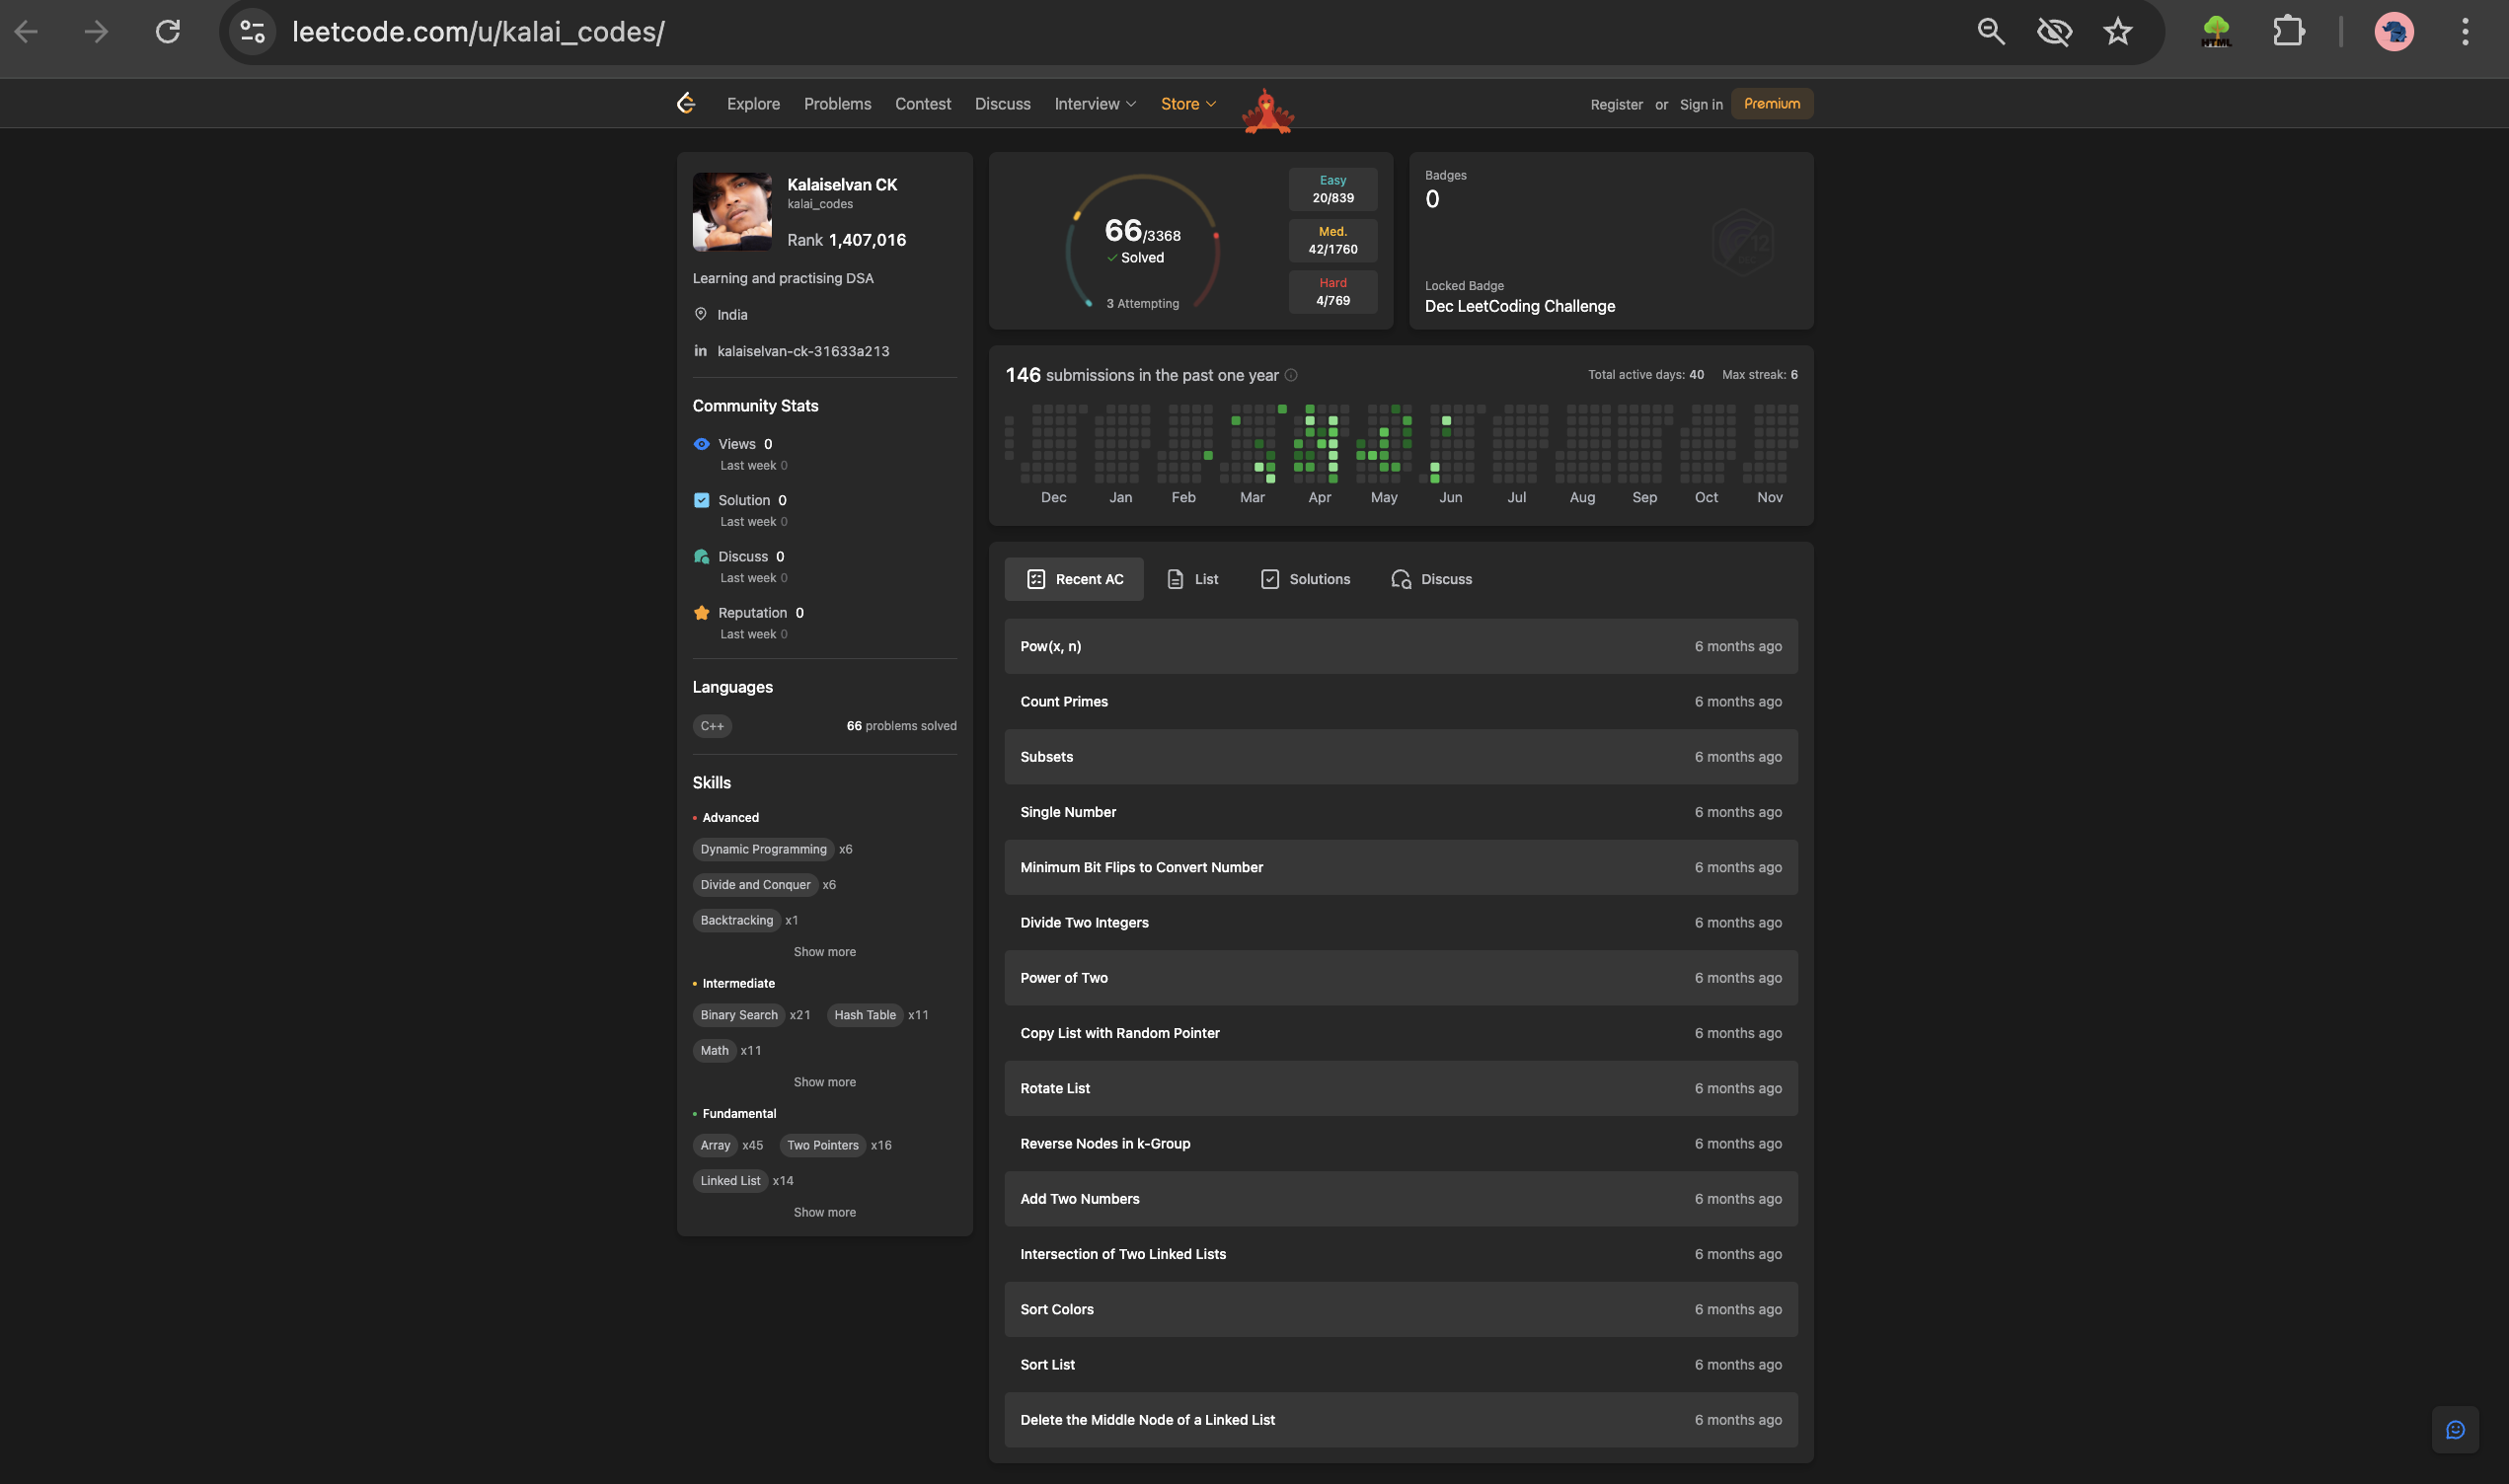 leetcode.com/u/kalai_codes/
HTML
Explore Problems Contest Discuss Interview Store
Register or Sign in Premium
Kalaiselvan CK
kalai_codes
Rank 1,407,016
Learning and practising DSA
India
in kalaiselvan-ck-31633a213
Community Stats
Views 0
Last week 0
Solution 0
Last week 0
Discuss 0
Last week 0
Reputation 0
Last week 0
Languages
C++ 66 problems solved
Skills
Advanced
Dynamic Programming x6
Divide and Conquer x6
Backtracking x1
Show more
Intermediate
Binary Search x21 Hash Table x11
Math x11
Show more
Fundamental
Array x45 Two Pointers x16
Linked List x14
Show more
66/3368
Solved
3 Attempting
Easy
20/839
Med.
42/1760
Hard
4/769
Badges
0
12
DEC
Locked Badge
Dec LeetCoding Challenge
146 submissions in the past one year Total active days: 40 Max streak: 6
Dec Jan Feb Mar Apr May Jun Jul Aug Sep Oct Nov
Recent AC List Solutions Discuss
Pow(x, n) 6 months ago
Count Primes 6 months ago
Subsets 6 months ago
Single Number 6 months ago
Minimum Bit Flips to Convert Number 6 months ago
Divide Two Integers 6 months ago
Power of Two 6 months ago
Copy List with Random Pointer 6 months ago
Rotate List 6 months ago
Reverse Nodes in k-Group 6 months ago
Add Two Numbers 6 months ago
Intersection of Two Linked Lists 6 months ago
Sort Colors 6 months ago
Sort List 6 months ago
Delete the Middle Node of a Linked List 6 months ago